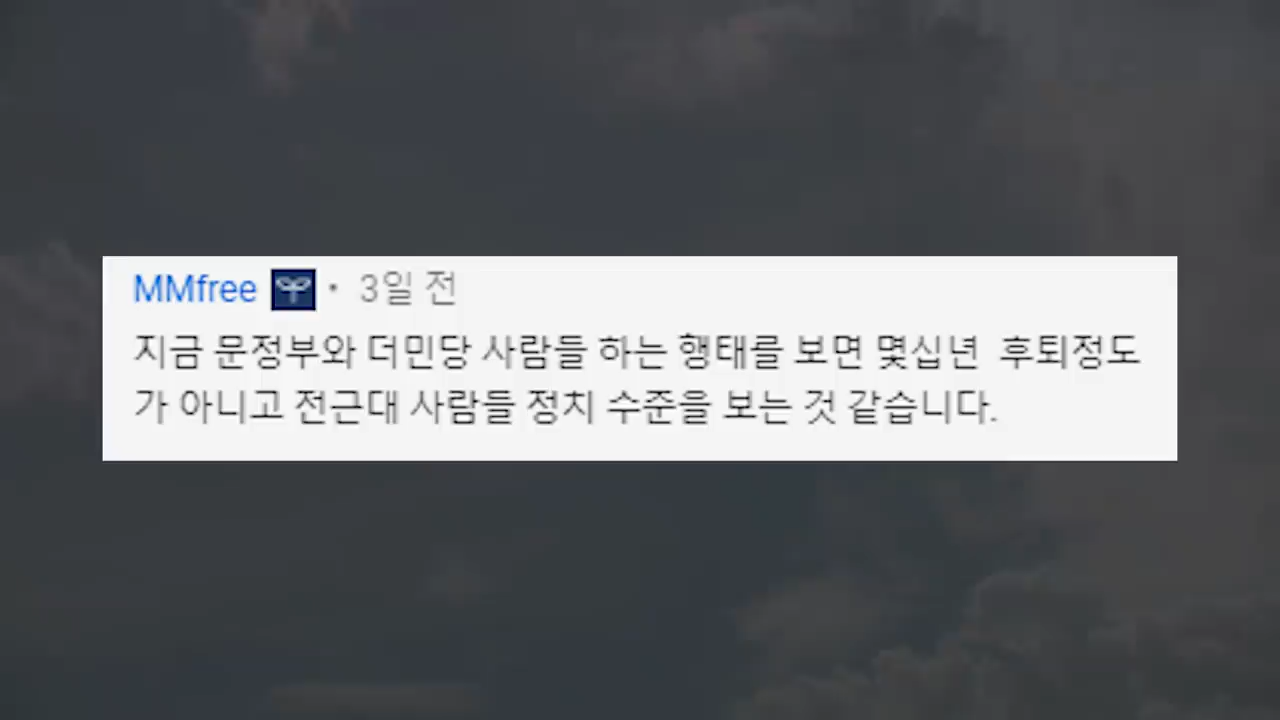 MMfree • 3일 전
지금 문정부와 더민당 사람들 하는 행태를 보면 몇십년 후퇴정도
가 아니고 전근대 사람들 정치 수준을 보는 것 같습니다.